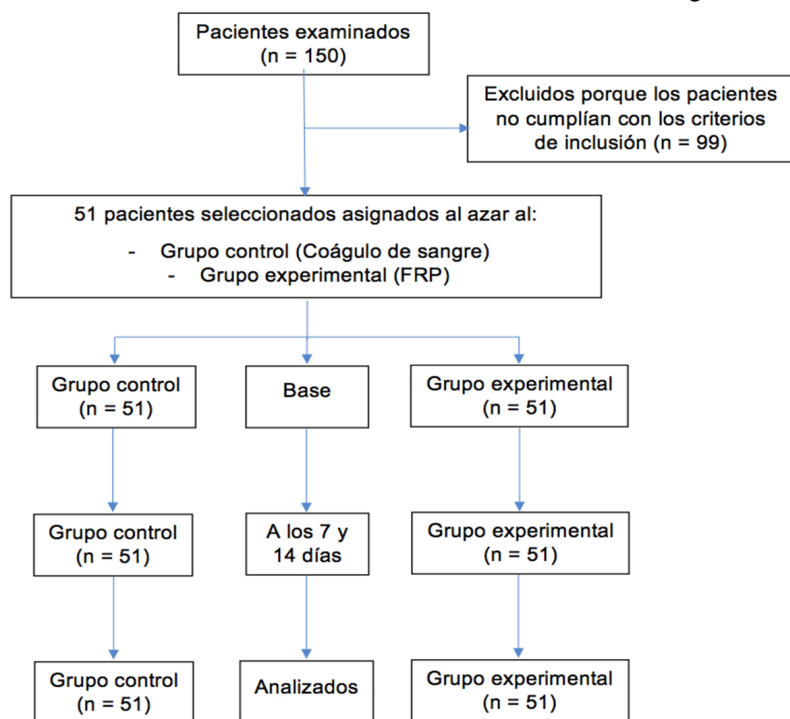 Pacientes examinados
(n = 150)
Excluidos porque los pacientes
no cumplían con los criterios
de inclusión (n = 99)
51 pacientes seleccionados asignados al azar al:
- Grupo control (Coágulo de sangre)
- Grupo experimental (FRP)
Grupo control
(n = 51)
Base
Grupo experimental
(n = 51)
Grupo control
(n = 51)
A los 7 y
14 días
Grupo experimental
(n = 51)
Grupo control
(n = 51)
Analizados
Grupo experimental
(n = 51)